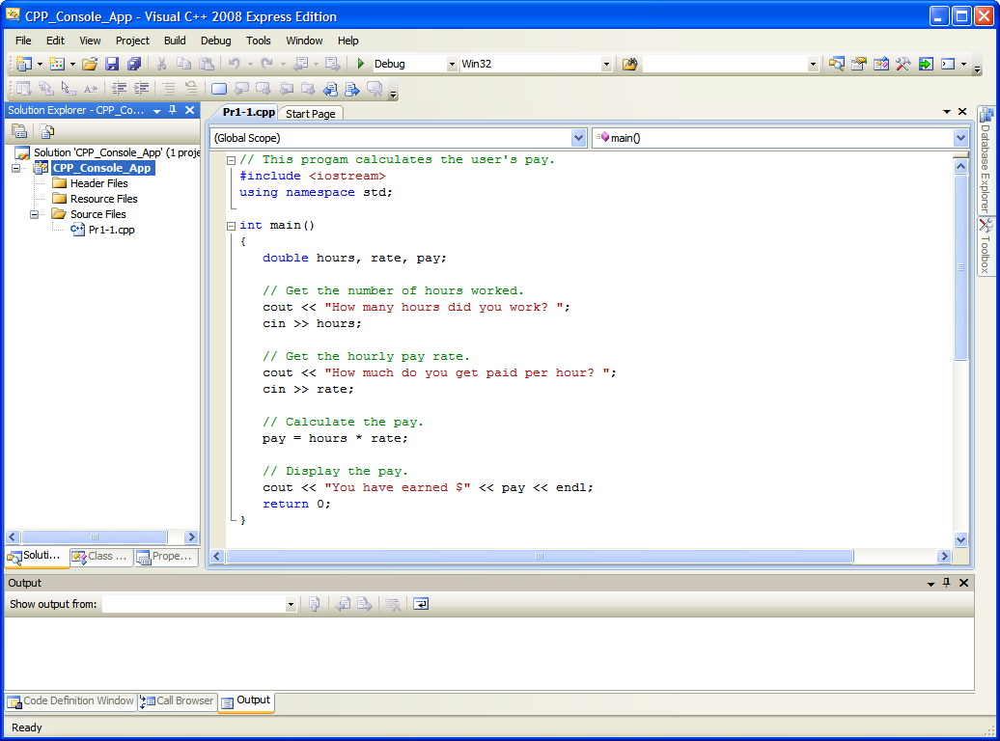 CPP_Console_App - Visual C++ 2008 Express Edition
File Edit View Project Build Debug Tools Window Help
Debug Win32
Solution Explorer - CPP_Co...
Solution 'CPP_Console_App' (1 proje
CPP_Console_App
Header Files
Resource Files
Source Files
Pr1-1.cpp
Soluti... Class ... Prope...
Pr1-1.cpp Start Page
(Global Scope) main()
// This progam calculates the user's pay.
#include <iostream>
using namespace std;
int main()
{
double hours, rate, pay;
// Get the number of hours worked.
cout << "How many hours did you work? ";
cin >> hours;
// Get the hourly pay rate.
cout << "How much do you get paid per hour? ";
cin >> rate;
// Calculate the pay.
pay = hours * rate;
// Display the pay.
cout << "You have earned $" << pay << endl;
return 0;
}
Database Explorer
Toolbox
Output
Show output from:
Code Definition Window Call Browser Output
Ready